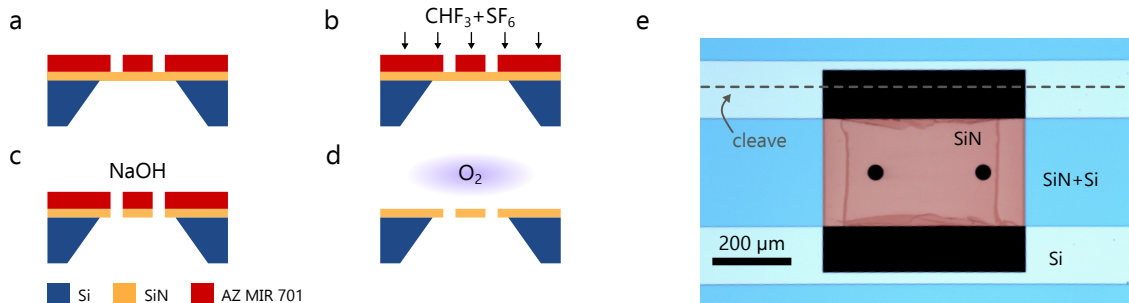 a
b
CHF₃+SF₆
c
NaOH
d
O₂
Si
SiN
AZ MIR 701
e
cleave
SiN
SiN+Si
200 µm
Si